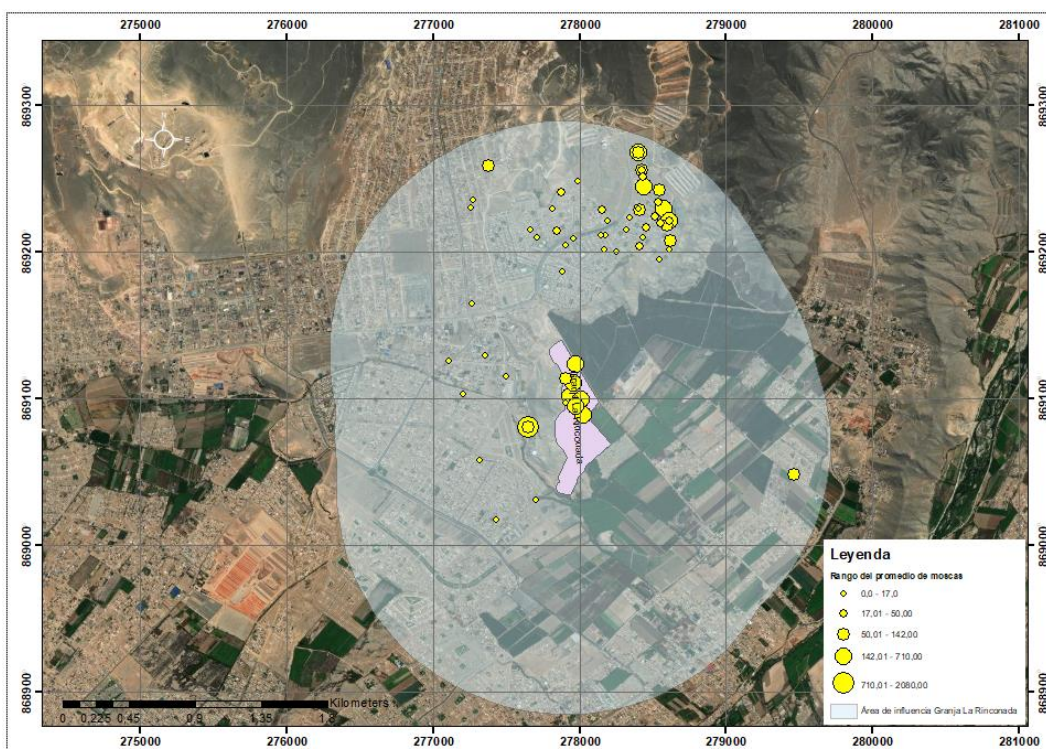 275000 276000 277000 278000 279000 280000 281000
869300 869300
869200 869200
869100 869100
869000 869000
868900 868900
E
Rinconada
Leyenda
Rango del promedio de moscas
0,0 - 17,0
17,01 - 50,00
50,01 - 142,00
142,01 - 710,00
710,01 - 2080,00
Área de influencia Granja La Rinconada
Kilometers
0 0,225 0,45 0,9 1,35 1,8
275000 276000 277000 278000 279000 280000 281000